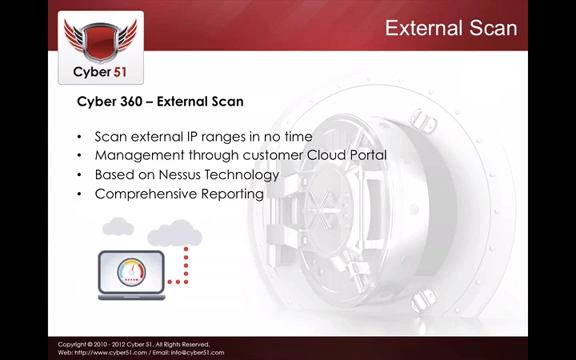 External Scan
Cyber 51
Cyber 360 – External Scan
• Scan external IP ranges in no time
• Management through customer Cloud Portal
• Based on Nessus Technology
• Comprehensive Reporting
Copyright © 2010 - 2012 Cyber 51. All Rights Reserved.
Web: http://www.cyber51.com / Email: info@cyber51.com